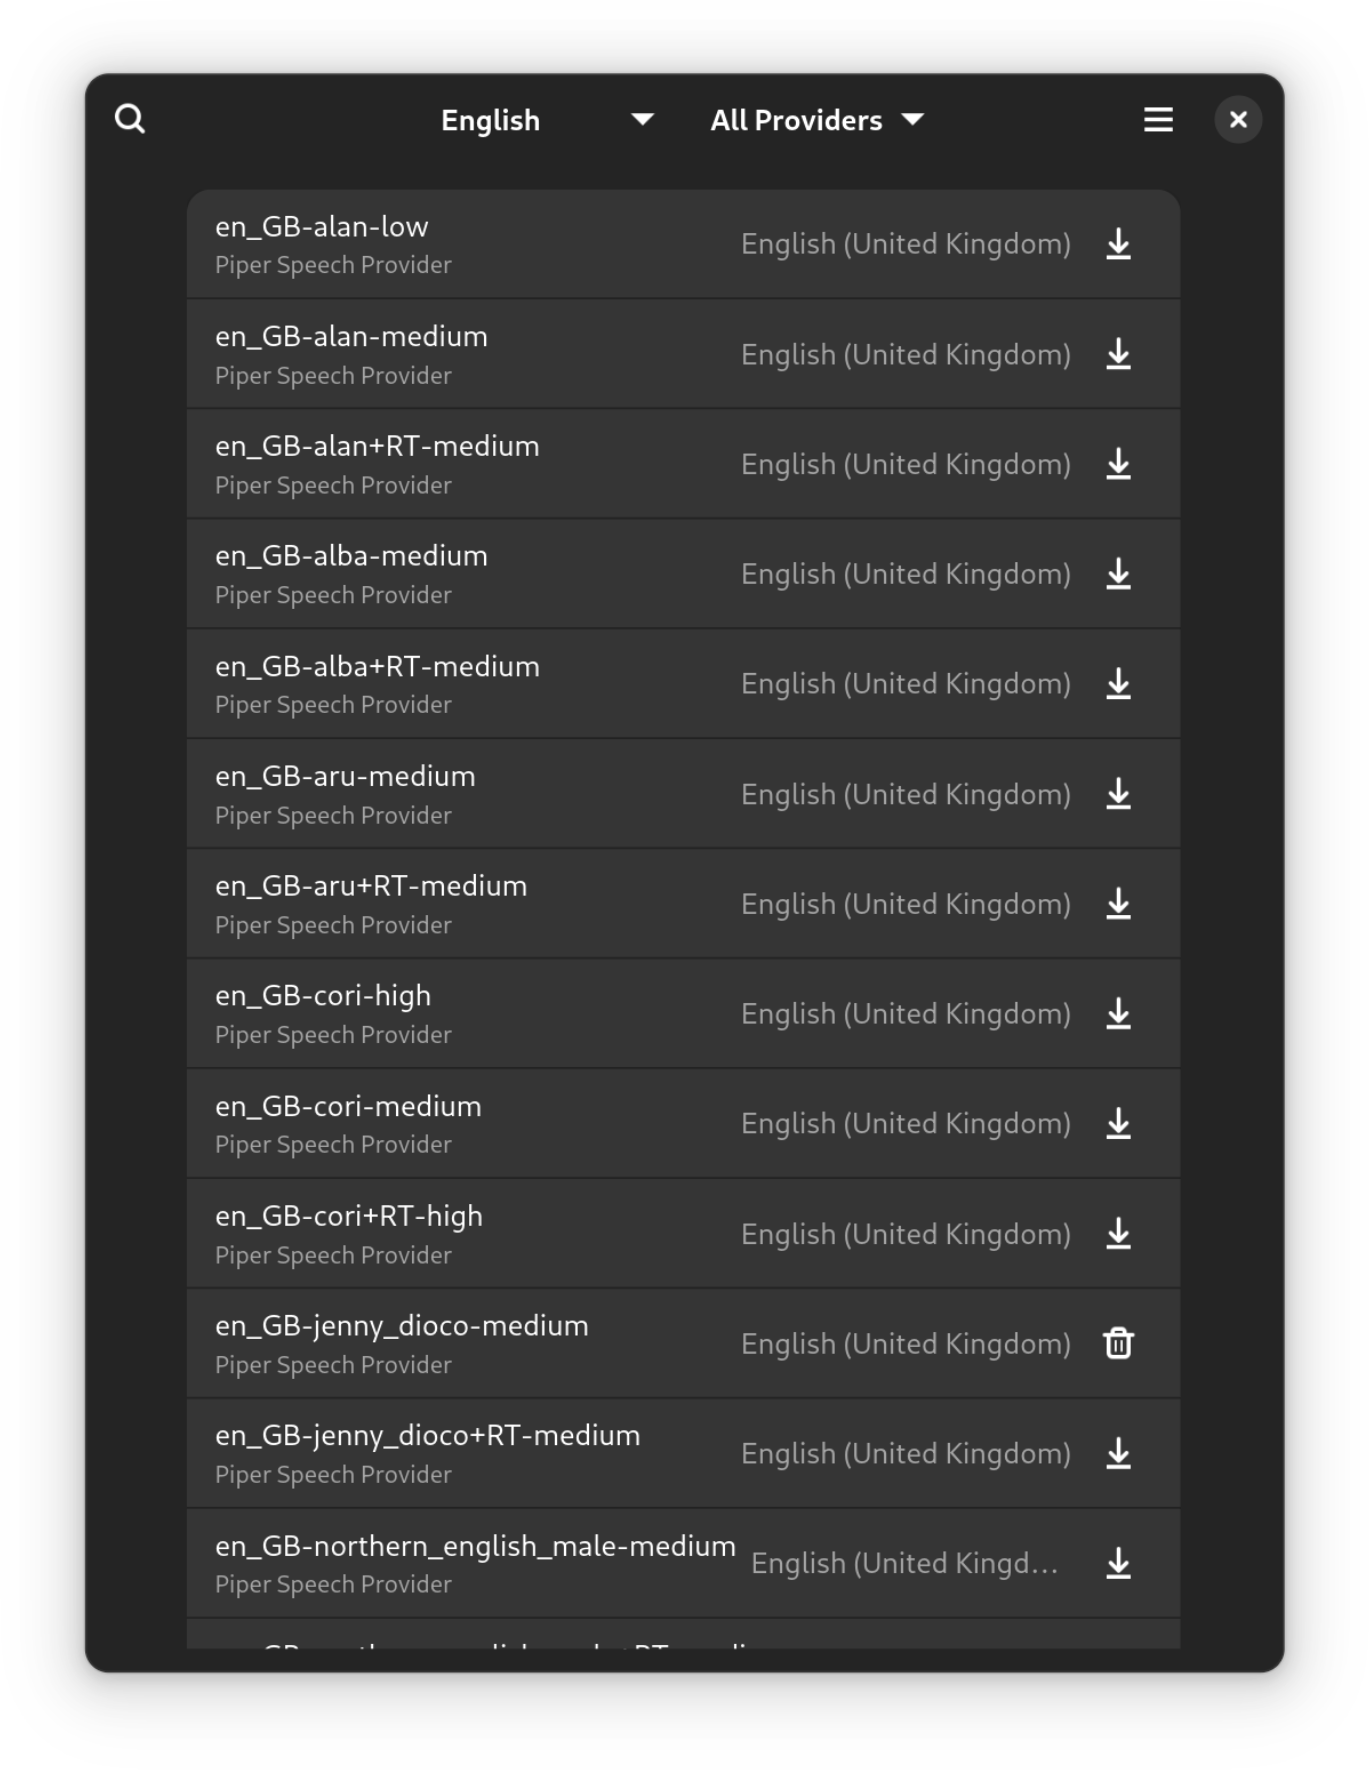 English
All Providers
en_GB-alan-low
Piper Speech Provider
English (United Kingdom)
en_GB-alan-medium
Piper Speech Provider
English (United Kingdom)
en_GB-alan+RT-medium
Piper Speech Provider
English (United Kingdom)
en_GB-alba-medium
Piper Speech Provider
English (United Kingdom)
en_GB-alba+RT-medium
Piper Speech Provider
English (United Kingdom)
en_GB-aru-medium
Piper Speech Provider
English (United Kingdom)
en_GB-aru+RT-medium
Piper Speech Provider
English (United Kingdom)
en_GB-cori-high
Piper Speech Provider
English (United Kingdom)
en_GB-cori-medium
Piper Speech Provider
English (United Kingdom)
en_GB-cori+RT-high
Piper Speech Provider
English (United Kingdom)
en_GB-jenny_dioco-medium
Piper Speech Provider
English (United Kingdom)
en_GB-jenny_dioco+RT-medium
Piper Speech Provider
English (United Kingdom)
en_GB-northern_english_male-medium
Piper Speech Provider
English (United Kingd...